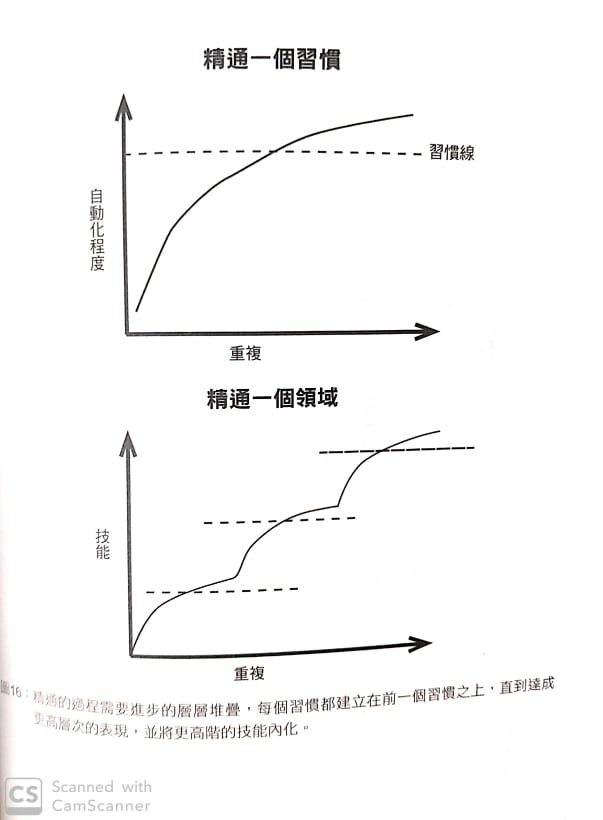 精通一個習慣
習慣線
自動化程度
重複
精通一個領域
技能
重複
圖16：精通的過程需要進步的層層堆疊，每個習慣都建立在前一個習慣之上，直到達成
更高層次的表現，並將更高階的技能內化。
CS
Scanned with
CamScanner